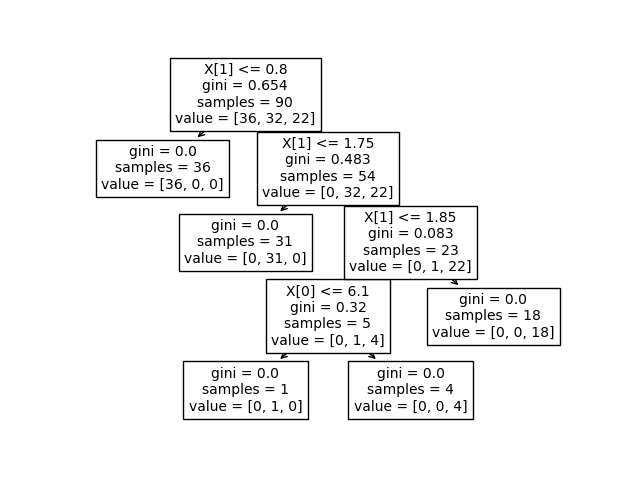 X[1] <= 0.8
gini = 0.654
samples = 90
value = [36, 32, 22]
gini = 0.0
samples = 36
value = [36, 0, 0]
X[1] <= 1.75
gini = 0.483
samples = 54
value = [0, 32, 22]
gini = 0.0
samples = 31
value = [0, 31, 0]
X[1] <= 1.85
gini = 0.083
samples = 23
value = [0, 1, 22]
X[0] <= 6.1
gini = 0.32
samples = 5
value = [0, 1, 4]
gini = 0.0
samples = 18
value = [0, 0, 18]
gini = 0.0
samples = 1
value = [0, 1, 0]
gini = 0.0
samples = 4
value = [0, 0, 4]